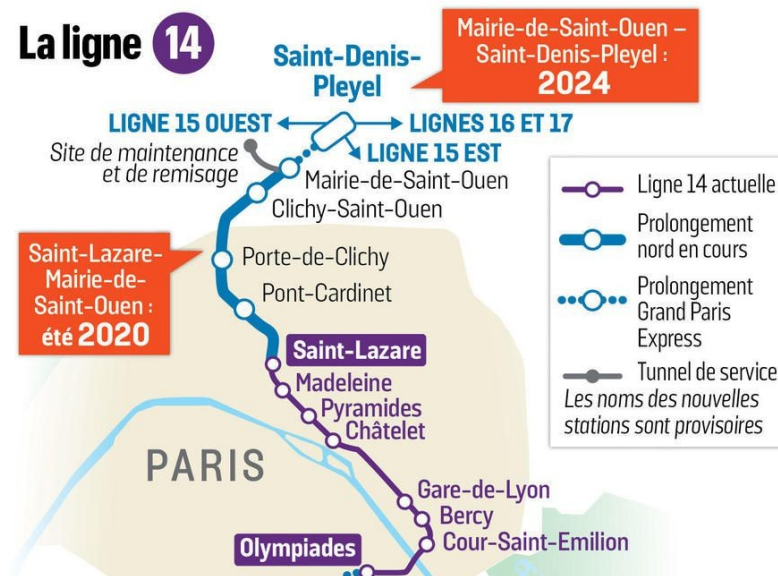 La ligne 14
Mairie-de-Saint-Ouen –
Saint-Denis-Pleyel :
2024
Saint-Denis-
Pleyel
LIGNE 15 OUEST
LIGNES 16 ET 17
LIGNE 15 EST
Site de maintenance
et de remisage
Mairie-de-Saint-Ouen
Clichy-Saint-Ouen
Porte-de-Clichy
Pont-Cardinet
Saint-Lazare-
Mairie-de-
Saint-Ouen :
été 2020
Saint-Lazare
Madeleine
Pyramides
Châtelet
PARIS
Gare-de-Lyon
Bercy
Cour-Saint-Emilion
Olympiades
Ligne 14 actuelle
Prolongement
nord en cours
Prolongement
Grand Paris
Express
Tunnel de service
Les noms des nouvelles
stations sont provisoires